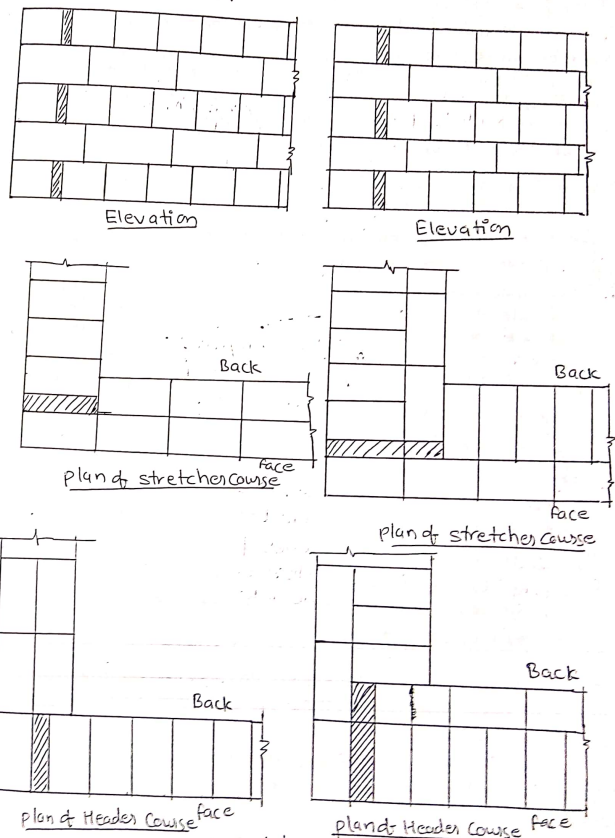 Elevation
Elevation
Back
face
plan of stretcher course
Back
face
plan of stretcher Course
Back
plan of Header Course face
Back
plan of Header Course face